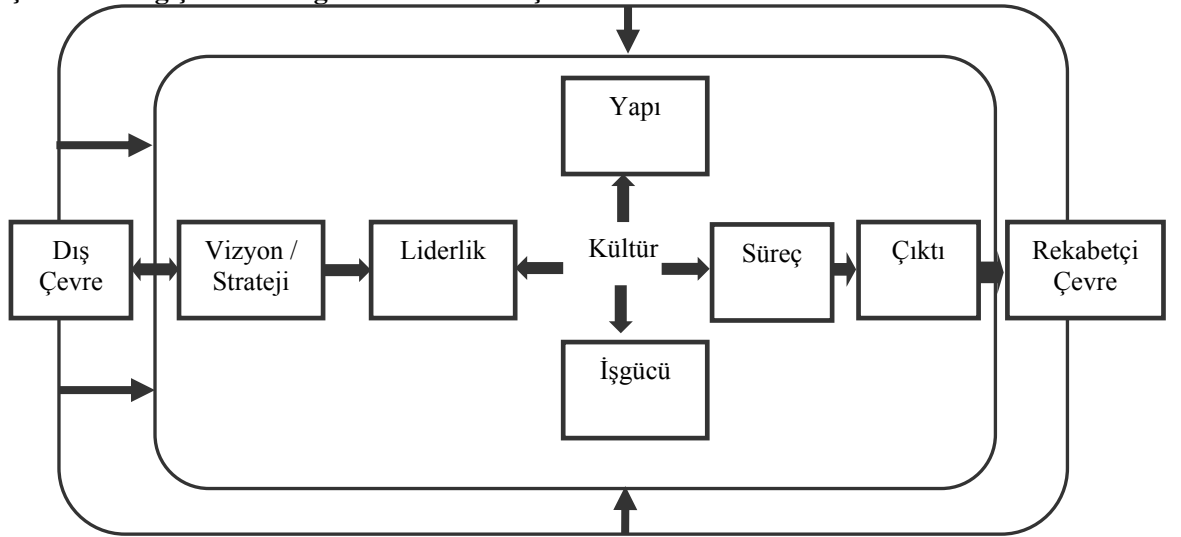 Yapı
Dış
Çevre
Vizyon /
Strateji
Liderlik
Kültür
Süreç
Çıktı
Rekabetçi
Çevre
İşgücü